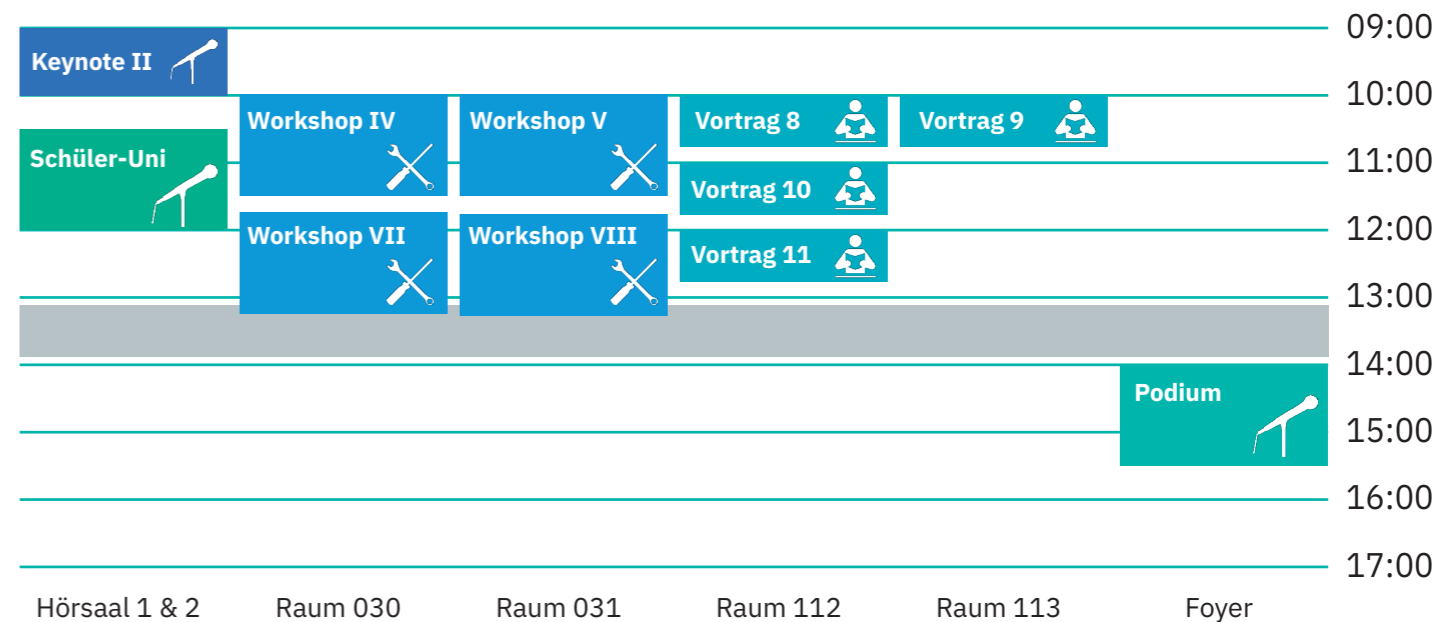 09:00
Keynote II
10:00
Workshop IV
Workshop V
Vortrag 8
Vortrag 9
Schüler-Uni
11:00
Vortrag 10
12:00
Workshop VII
Workshop VIII
Vortrag 11
13:00
14:00
Podium
15:00
16:00
17:00
Hörsaal 1 & 2
Raum 030
Raum 031
Raum 112
Raum 113
Foyer